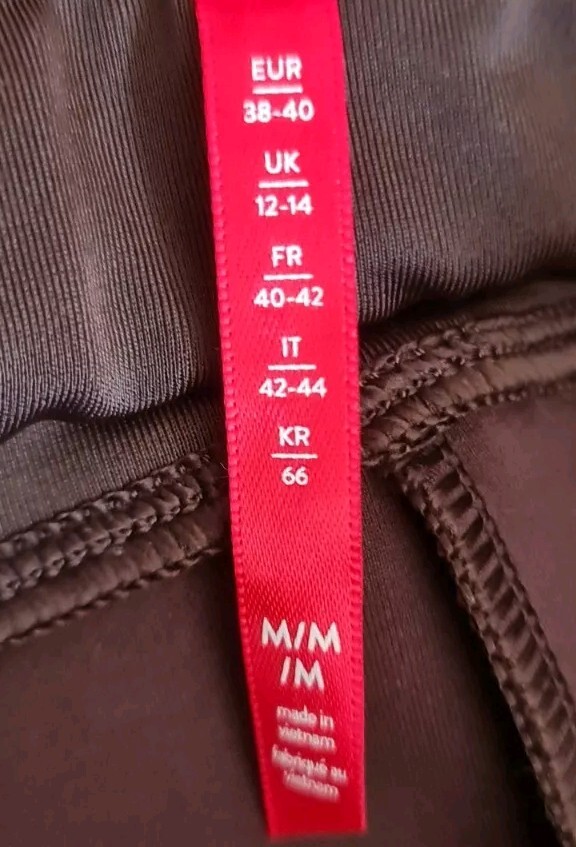 EUR
38-40
UK
12-14
FR
40-42
IT
42-44
KR
66
M/M
/M
made in
vietnam
fabriqué au
vietnam